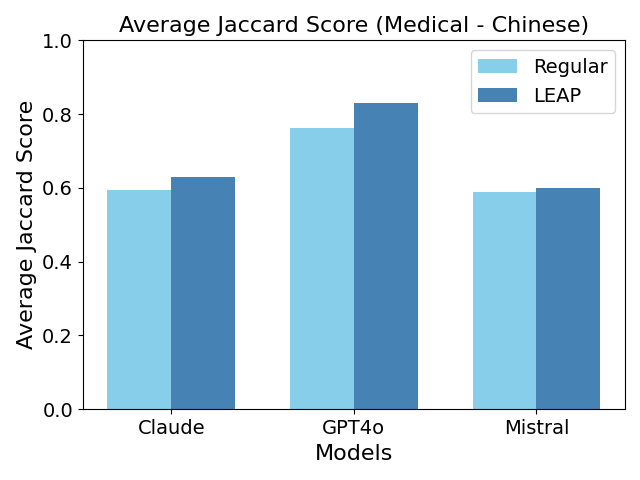 Average Jaccard Score (Medical - Chinese)
Regular
LEAP
Average Jaccard Score
1.0
0.8
0.6
0.4
0.2
0.0
Claude
GPT4o
Mistral
Models